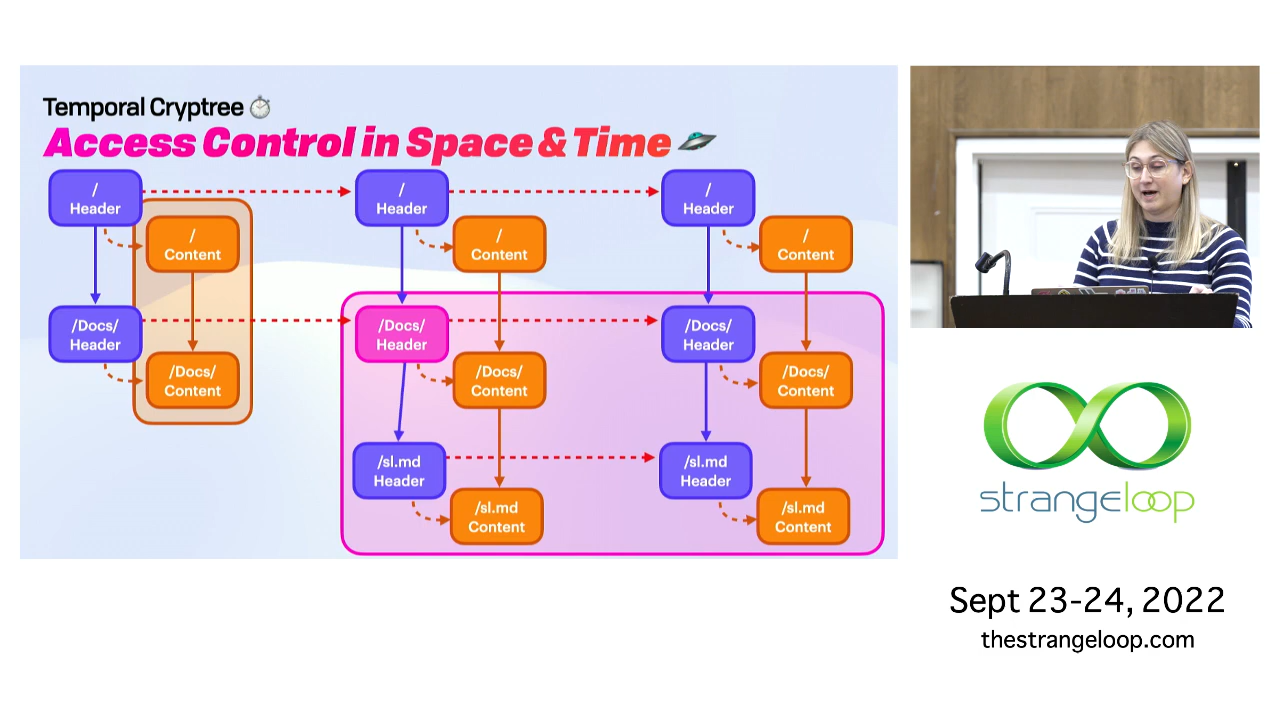 Temporal Cryptree
Access Control in Space & Time
/
Header
/
Content
/Docs/
Header
/Docs/
Content
/
Header
/
Content
/Docs/
Header
/Docs/
Content
/sl.md
Header
/sl.md
Content
/
Header
/
Content
/Docs/
Header
/Docs/
Content
/sl.md
Header
/sl.md
Content
strangeloop
Sept 23-24, 2022
thestrangeloop.com